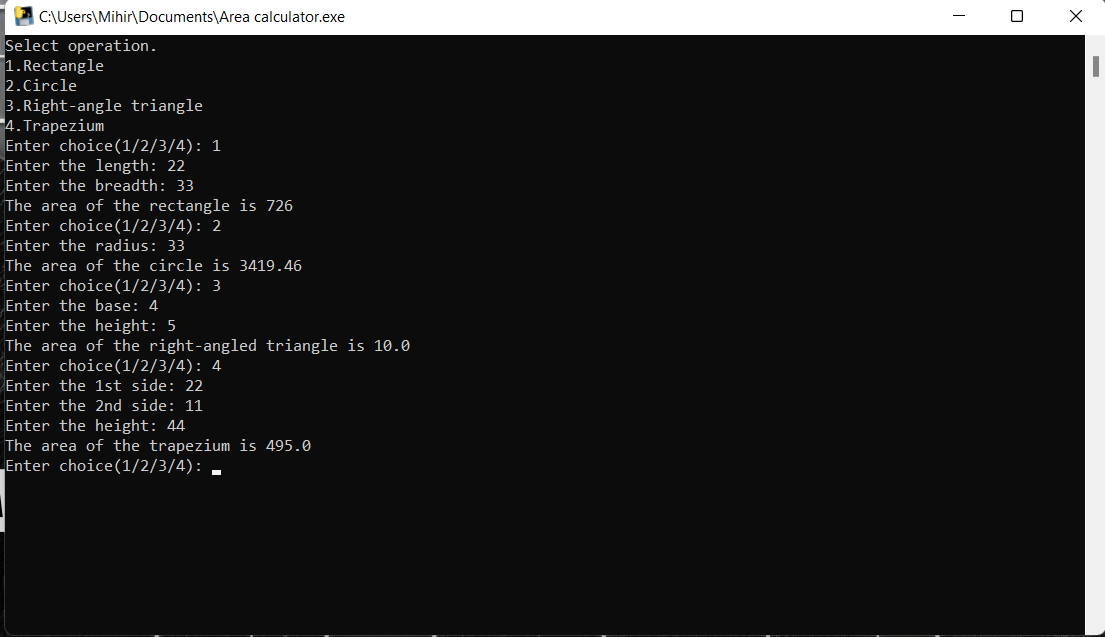 C:\Users\Mihir\Documents\Area calculator.exe
Select operation.
1.Rectangle
2.Circle
3.Right-angle triangle
4.Trapezium
Enter choice(1/2/3/4): 1
Enter the length: 22
Enter the breadth: 33
The area of the rectangle is 726
Enter choice(1/2/3/4): 2
Enter the radius: 33
The area of the circle is 3419.46
Enter choice(1/2/3/4): 3
Enter the base: 4
Enter the height: 5
The area of the right-angled triangle is 10.0
Enter choice(1/2/3/4): 4
Enter the 1st side: 22
Enter the 2nd side: 11
Enter the height: 44
The area of the trapezium is 495.0
Enter choice(1/2/3/4):